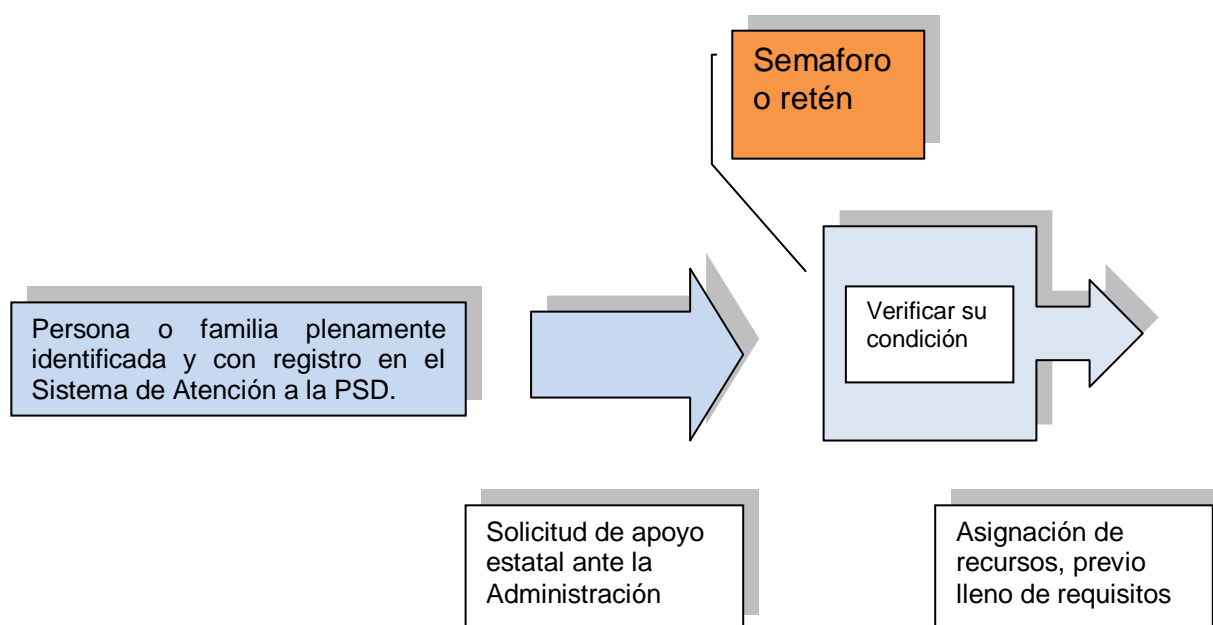 Semaforo
o retén
Persona o familia plenamente
identificada y con registro en el
Sistema de Atención a la PSD.
Verificar su
condición
Solicitud de apoyo
estatal ante la
Administración
Asignación de
recursos, previo
lleno de requisitos